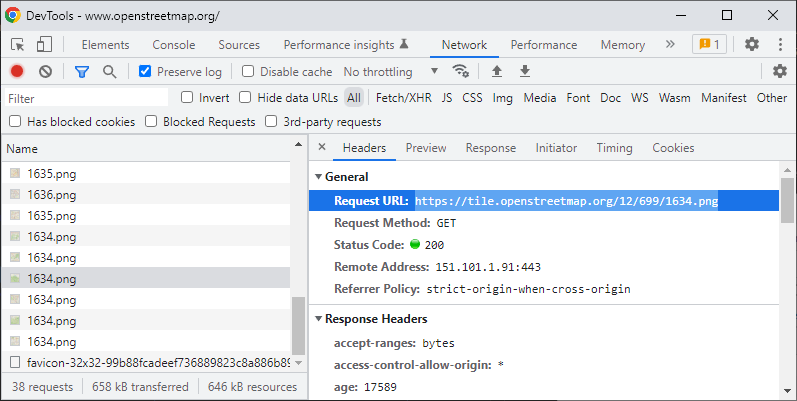 DevTools - www.openstreetmap.org/
Elements Console Sources Performance insights Network Performance Memory » 1
Preserve log Disable cache No throttling
Filter Invert Hide data URLs All Fetch/XHR JS CSS Img Media Font Doc WS Wasm Manifest Other
Has blocked cookies Blocked Requests 3rd-party requests
Name
1635.png
1636.png
1635.png
1634.png
1634.png
1634.png
1634.png
1634.png
1634.png
favicon-32x32-99b88fcadeef736889823c8a886b89
38 requests 658 kB transferred 646 kB resources
× Headers Preview Response Initiator Timing Cookies
General
Request URL: https://tile.openstreetmap.org/12/699/1634.png
Request Method: GET
Status Code: 200
Remote Address: 151.101.1.91:443
Referrer Policy: strict-origin-when-cross-origin
Response Headers
accept-ranges: bytes
access-control-allow-origin: *
age: 17589